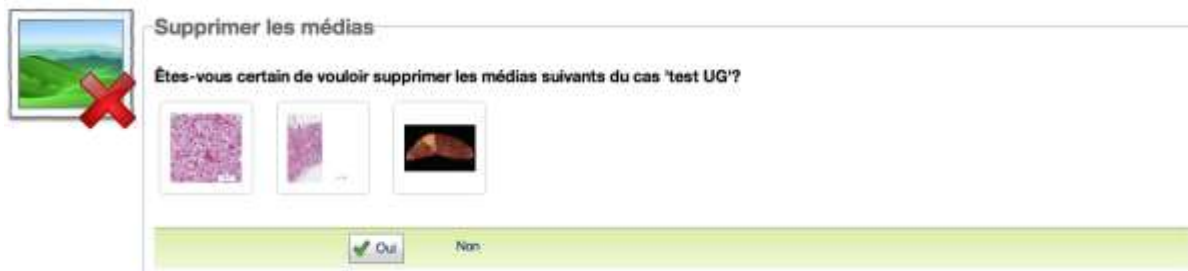 Supprimer les médias
Êtes-vous certain de vouloir supprimer les médias suivants du cas 'test UG'?
Oui Non